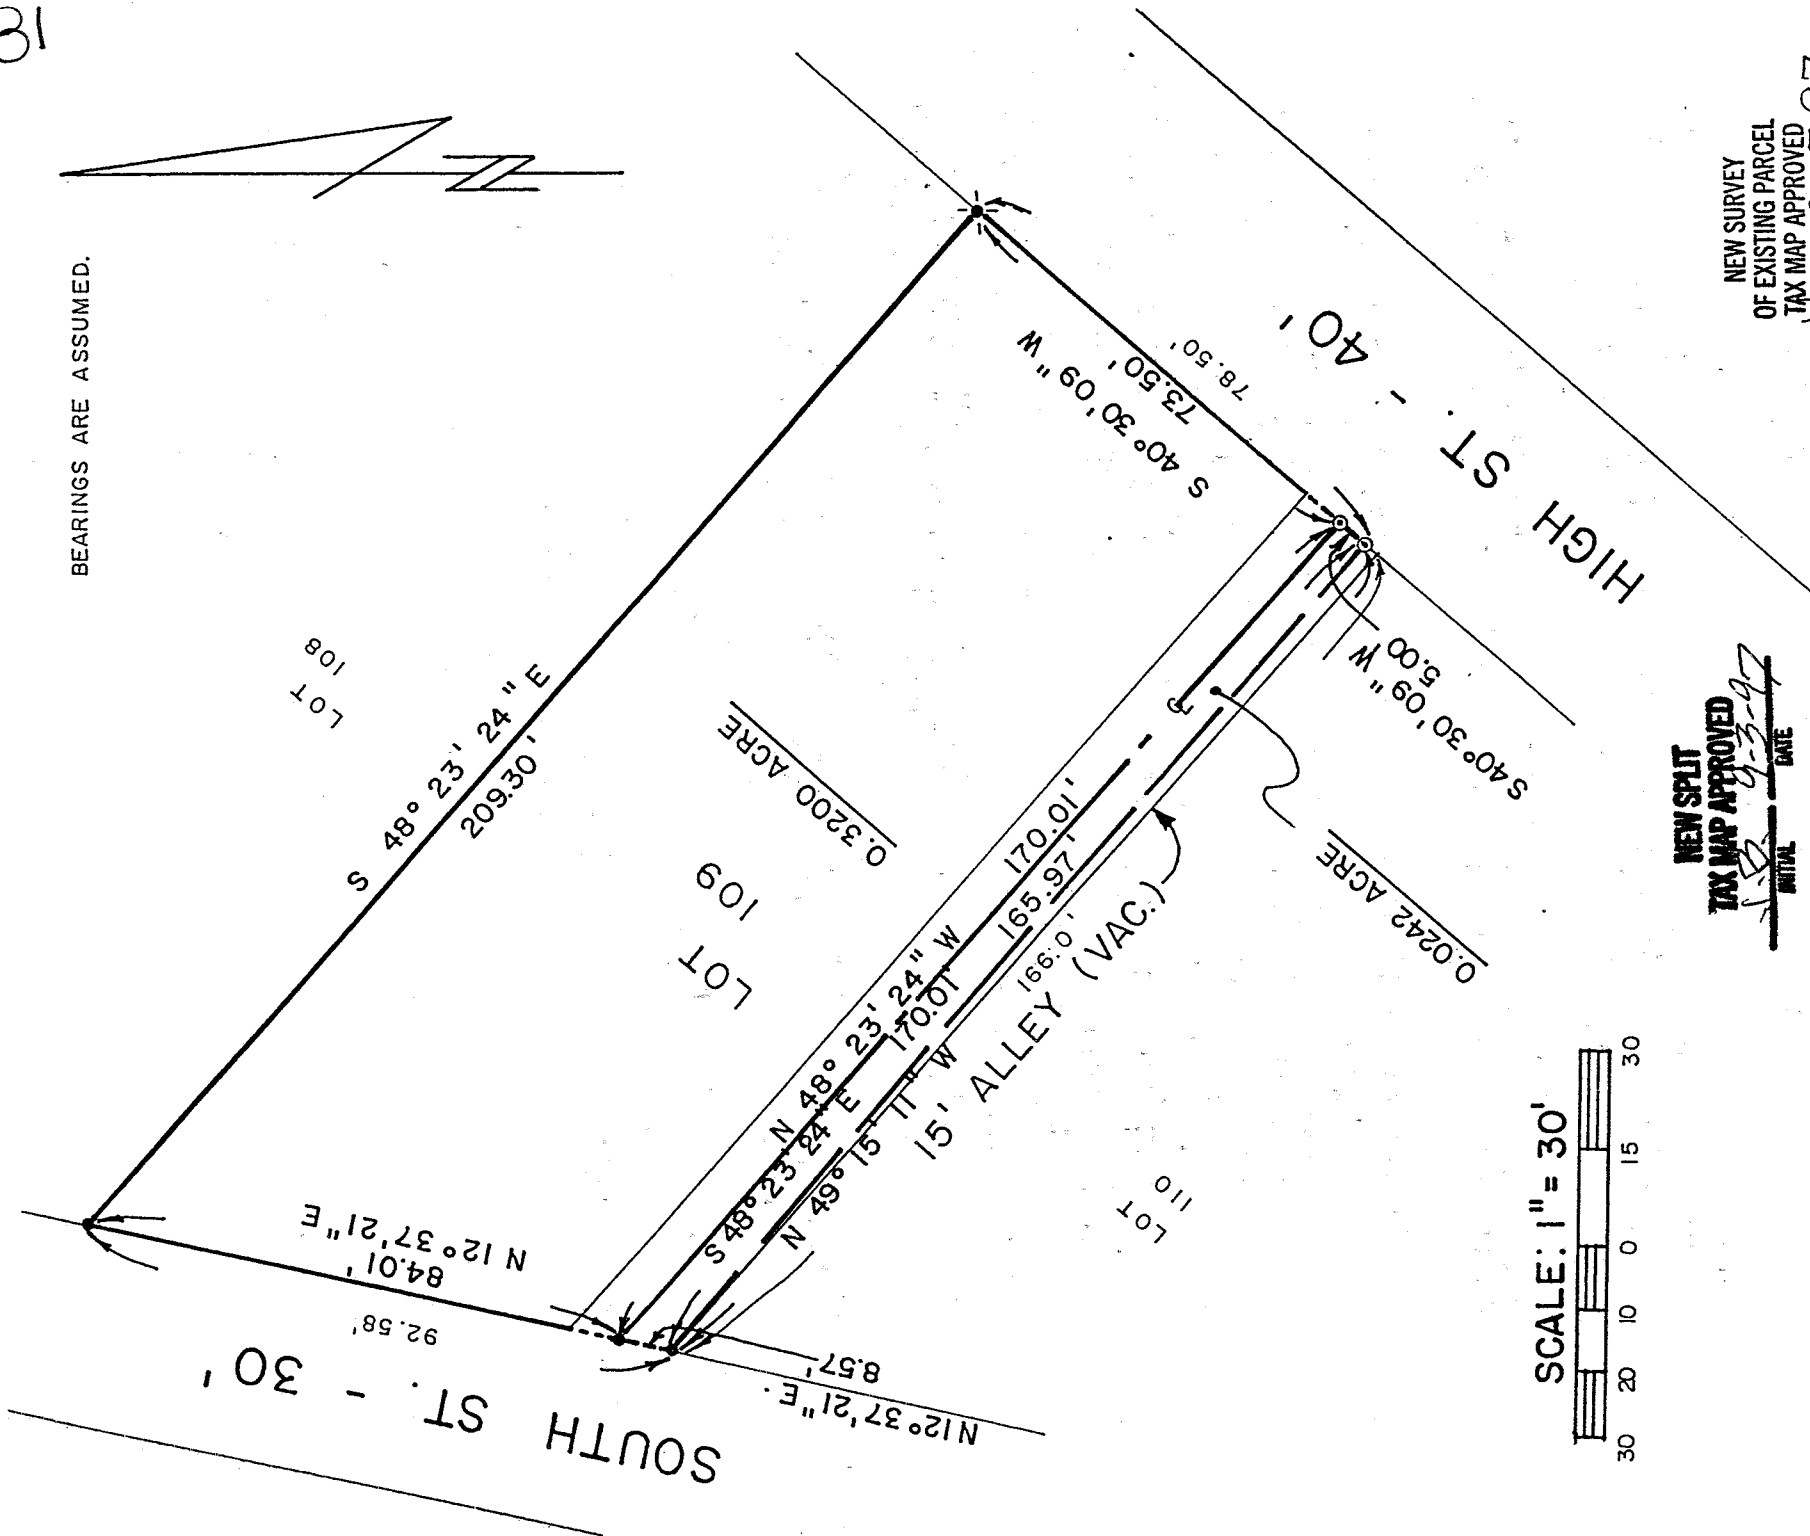 31
BEARINGS ARE ASSUMED.
N
LOT
108
S 48° 23' 24" E
209.30'
S 40° 30' 09" W
73.50'
78.50'
HIGH ST. - 40'
NEW SURVEY
OF EXISTING PARCEL
TAX MAP APPROVED
0.3200 ACRE
LOT 109
N 48° 23' 24" W 170.01'
S 48° 23' 24" E 170.01'
N 49° 15' 11" W 165.97'
166.0'
15' ALLEY (VAC.)
S 40° 30' 09" W
5.00
0.0242 ACRE
N 12° 37' 21" E
84.01'
92.58'
SOUTH ST. - 30'
8.57'
N 12° 37' 21" E.
LOT
110
NEW SPLIT
TAX MAP APPROVED
9-3-97
INITIAL DATE
SCALE: 1" = 30'
30 20 10 0 15 30